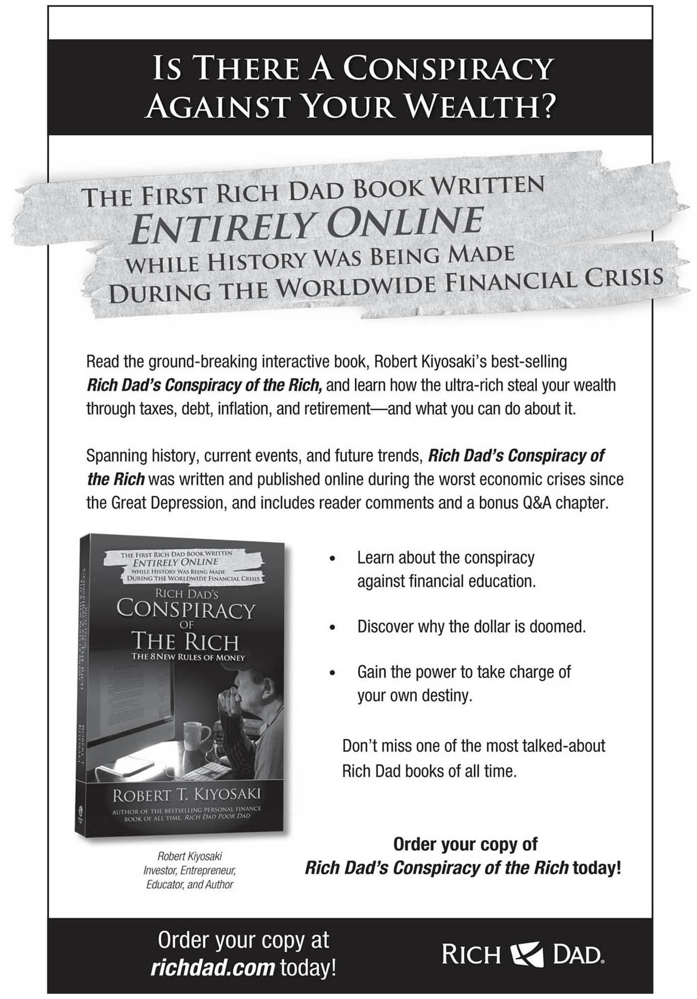 Is There A Conspiracy
Against Your Wealth?
The First Rich Dad Book Written
Entirely Online
while History Was Being Made
During the Worldwide Financial Crisis
Read the ground-breaking interactive book, Robert Kiyosaki's best-selling
Rich Dad's Conspiracy of the Rich, and learn how the ultra-rich steal your wealth
through taxes, debt, inflation, and retirement—and what you can do about it.
Spanning history, current events, and future trends, Rich Dad's Conspiracy of
the Rich was written and published online during the worst economic crises since
the Great Depression, and includes reader comments and a bonus Q&A chapter.
The First Rich Dad Book Written
Entirely Online
while History Was Being Made
During the Worldwide Financial Crisis
Rich Dad's
Conspiracy
of
The Rich
The 8 New Rules of Money
Robert T. Kiyosaki
Author of the bestselling personal finance
book of all time, Rich Dad Poor Dad
Robert Kiyosaki
Investor, Entrepreneur,
Educator, and Author
• Learn about the conspiracy
against financial education.
• Discover why the dollar is doomed.
• Gain the power to take charge of
your own destiny.
Don't miss one of the most talked-about
Rich Dad books of all time.
Order your copy of
Rich Dad's Conspiracy of the Rich today!
Order your copy at
richdad.com today!
Rich Dad®